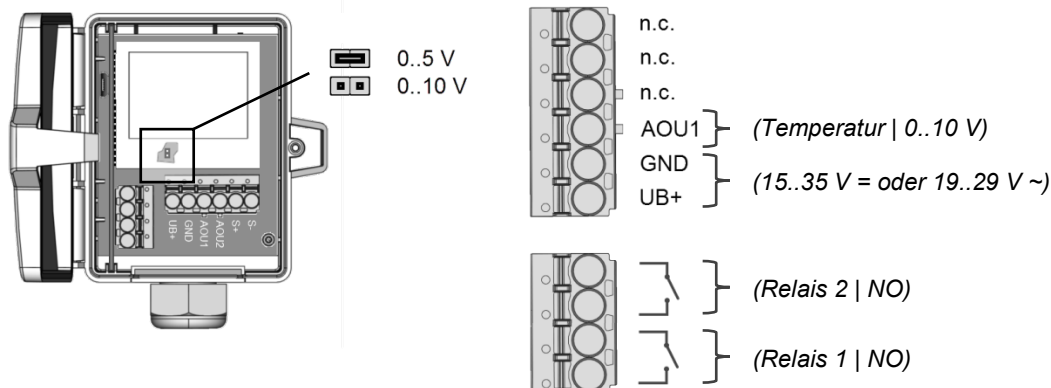 0..5 V
0..10 V
UB+
GND
AOU1
AOU2
S+
S-
n.c.
n.c.
n.c.
AOU1
(Temperatur | 0..10 V)
GND
UB+
(15..35 V = oder 19..29 V ~)
(Relais 2 | NO)
(Relais 1 | NO)